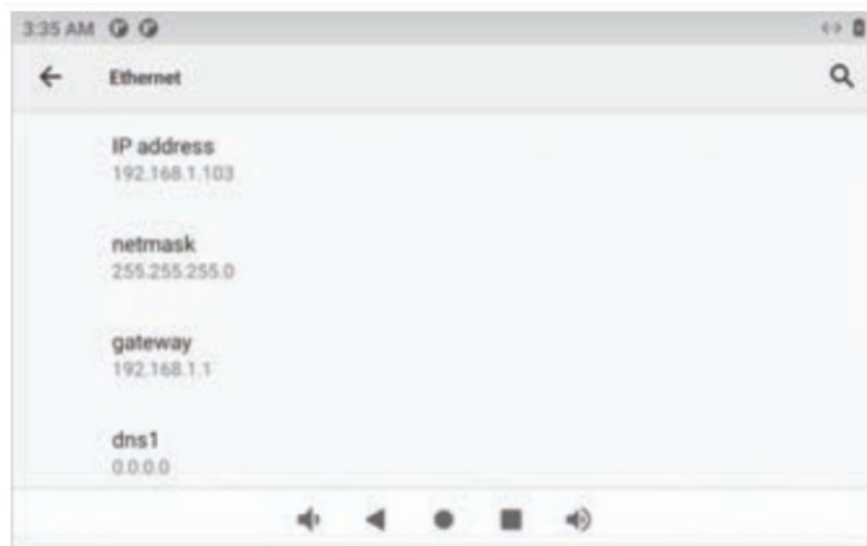 3:35 AM
Ethernet
IP address
192.168.1.103
netmask
255.255.255.0
gateway
192.168.1.1
dns1
0.0.0.0